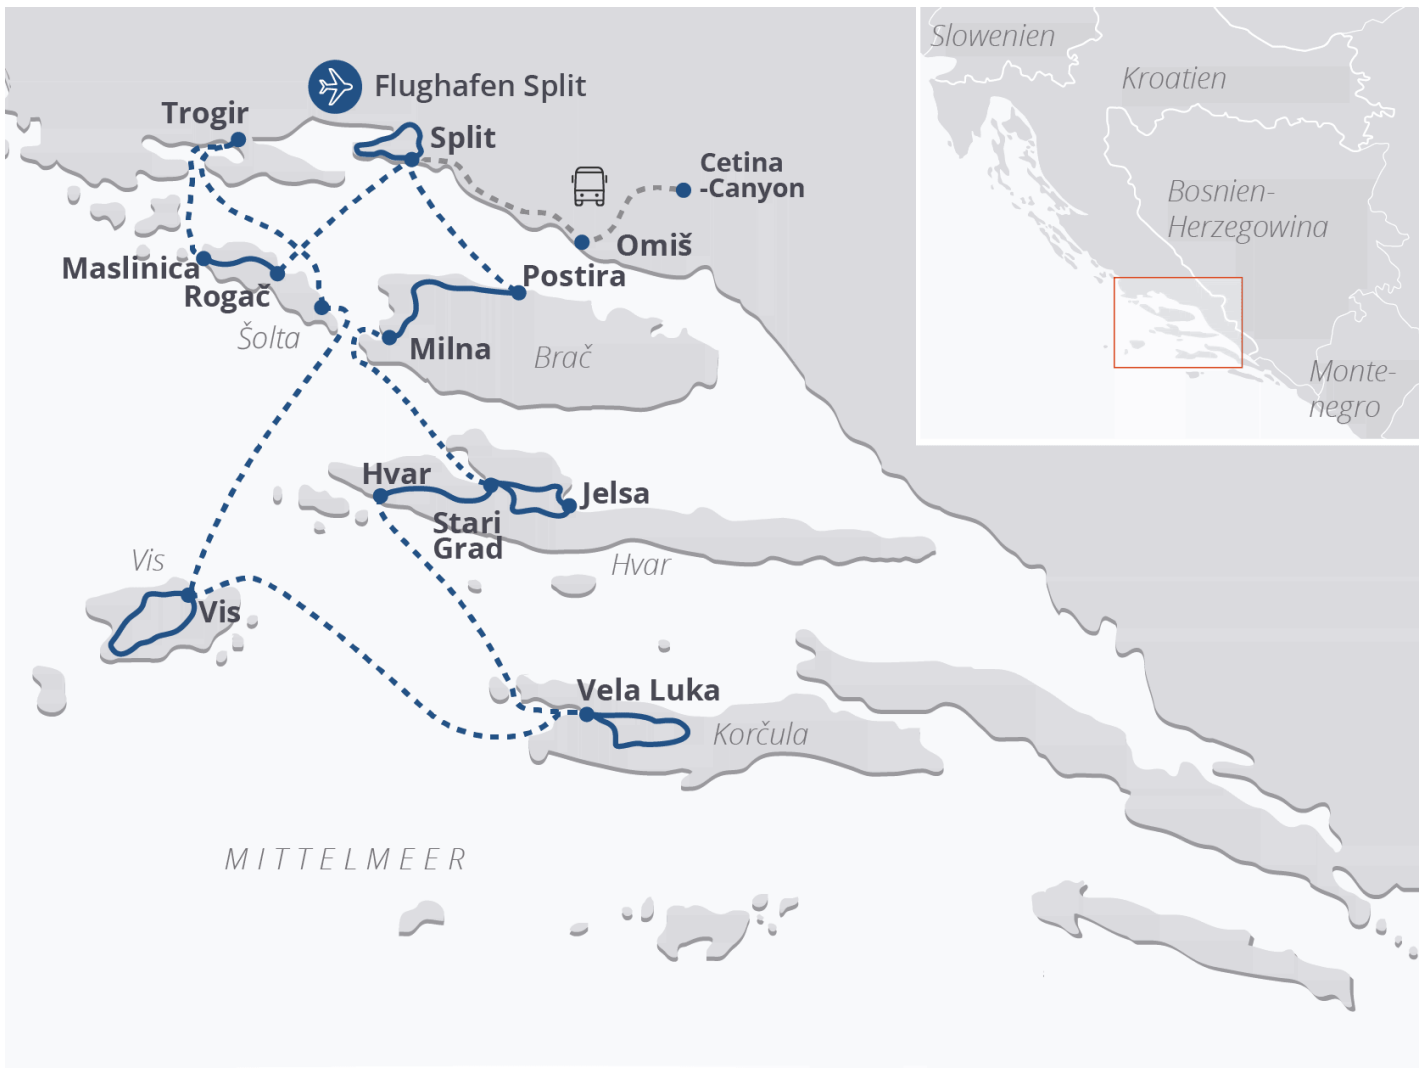 Flughafen Split
Trogir
Split
Cetina
-Canyon
Omiš
Maslinica
Rogač
Postira
Šolta
Milna
Brač
Hvar
Jelsa
Stari
Grad
Hvar
Vis
Vis
Vela Luka
Korčula
MITTELMEER
Slowenien
Kroatien
Bosnien-
Herzegowina
Monte-
negro